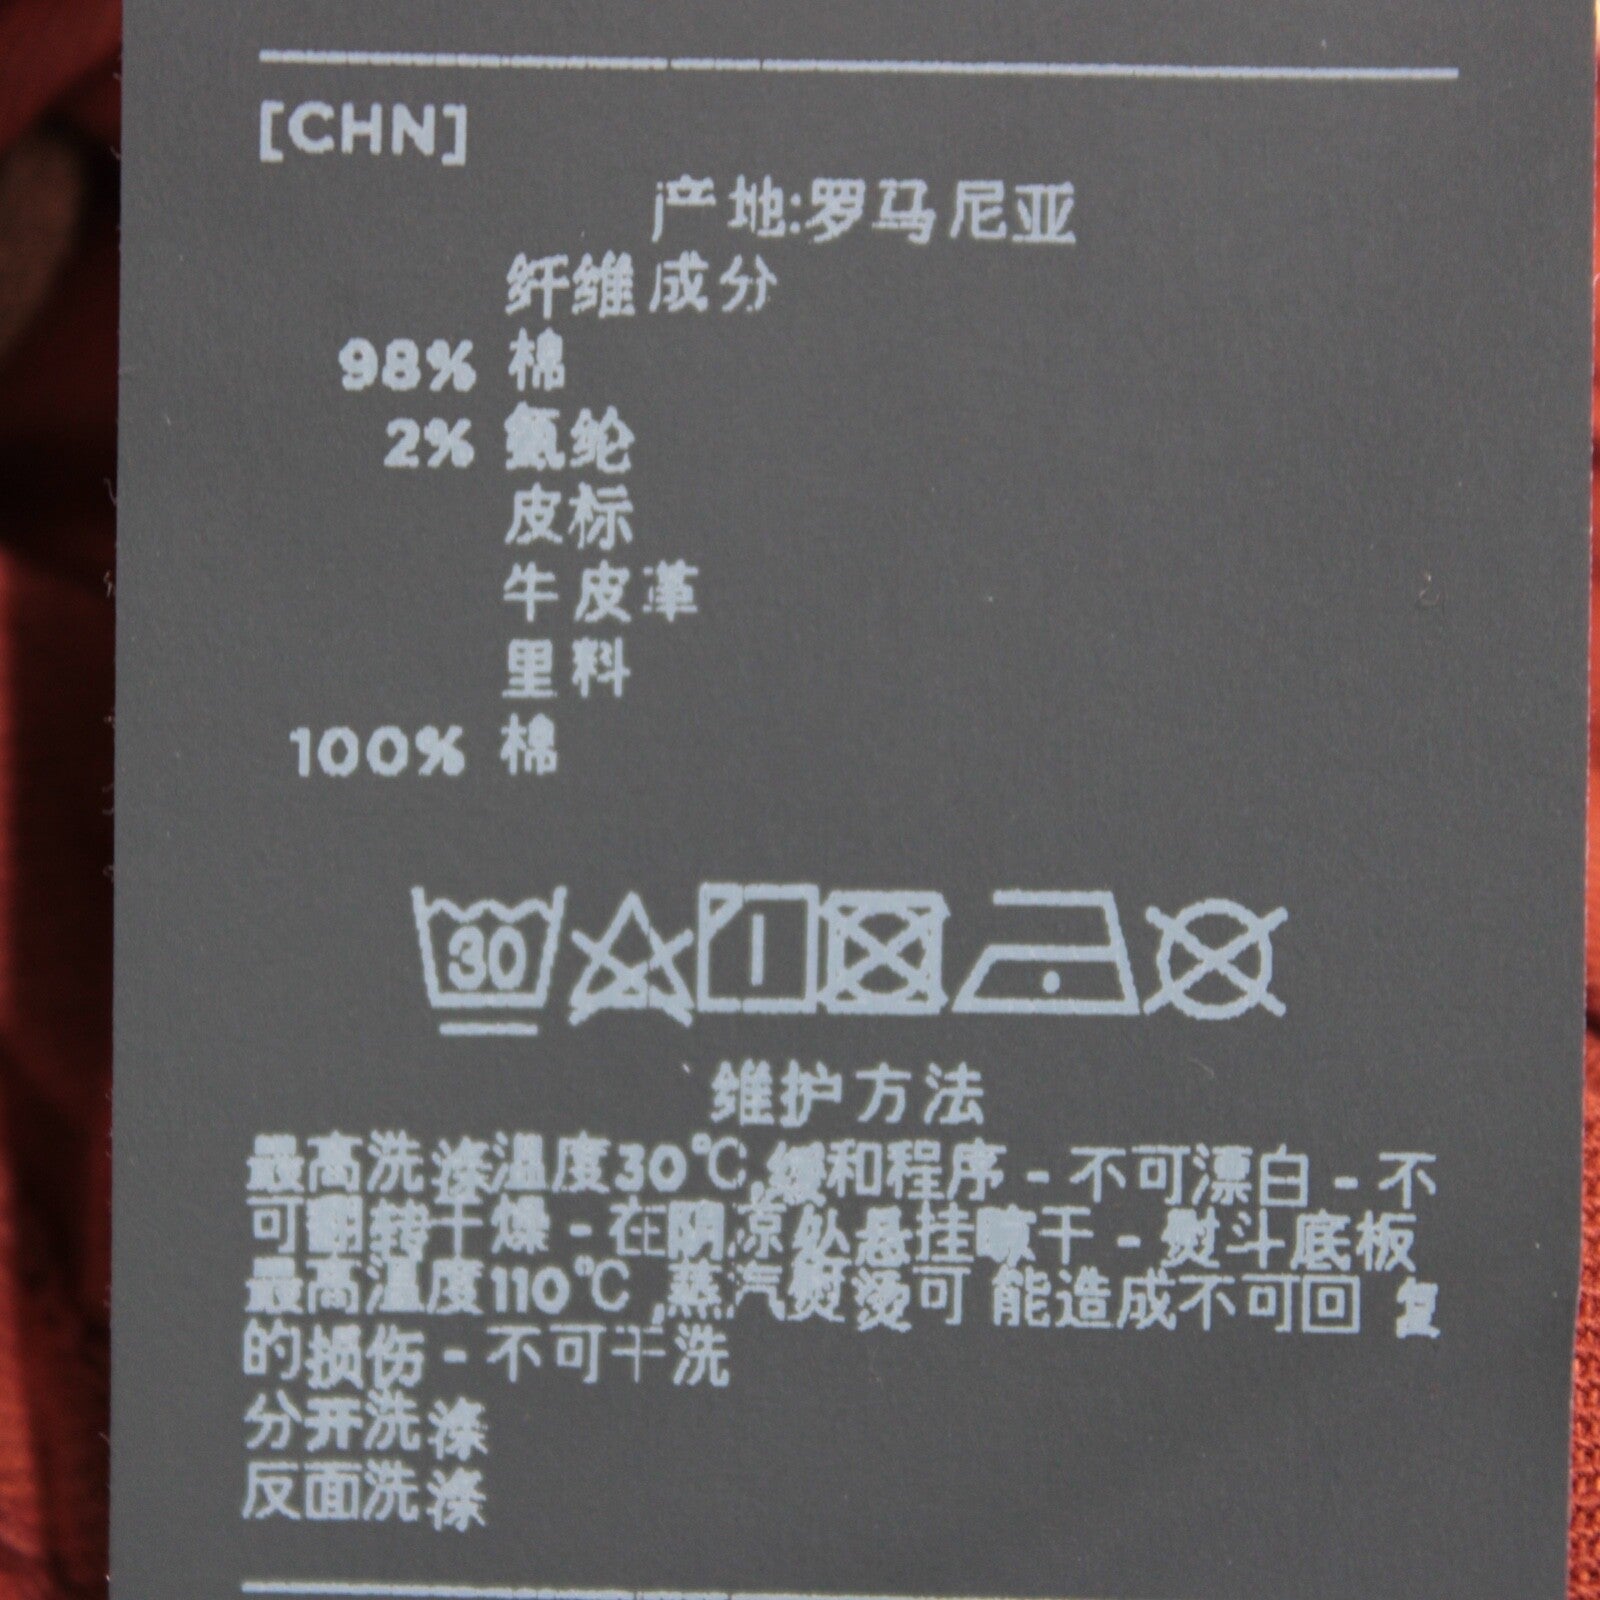 [CHN]
产地:罗马尼亚
纤维成分
98% 棉
2% 氨纶
皮标
牛皮革
里料
100% 棉
30
维护方法
最高洗涤温度30℃,缓和程序 - 不可漂白 - 不
可翻转干燥 - 在阴凉处悬挂晾干 - 熨斗底板
最高温度110℃,蒸汽熨烫可能造成不可回复
的损伤 - 不可干洗
分开洗涤
反面洗涤